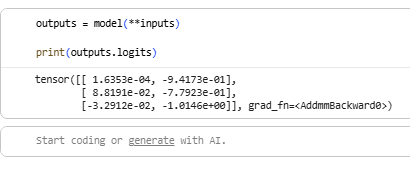 outputs = model(**inputs)
print(outputs.logits)
tensor([[ 1.6353e-04, -9.4173e-01],
[ 8.8191e-02, -7.7923e-01],
[-3.2912e-02, -1.0146e+00]], grad_fn=<AddmmBackward0>)
Start coding or generate with AI.